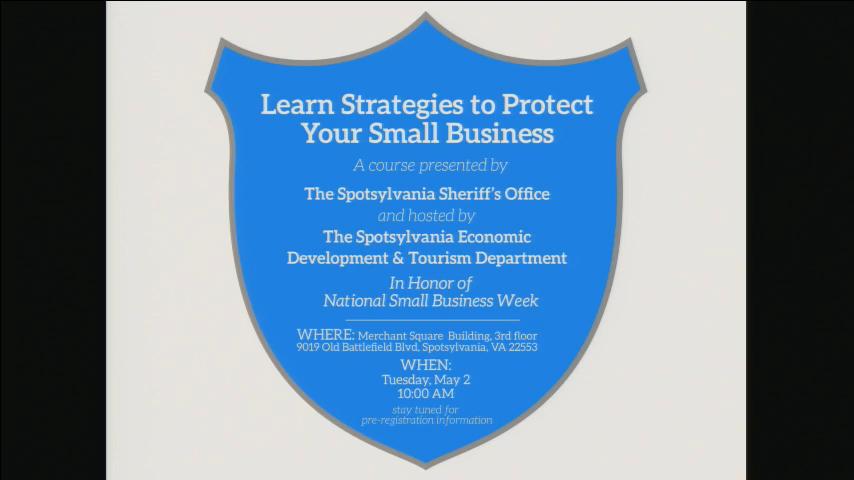 Learn Strategies to Protect
Your Small Business
A course presented by
The Spotsylvania Sheriff's Office
and hosted by
The Spotsylvania Economic
Development & Tourism Department
In Honor of
National Small Business Week
WHERE: Merchant Square Building, 3rd floor
9019 Old Battlefield Blvd, Spotsylvania, VA 22553
WHEN:
Tuesday, May 2
10:00 AM
stay tuned for
pre-registration information